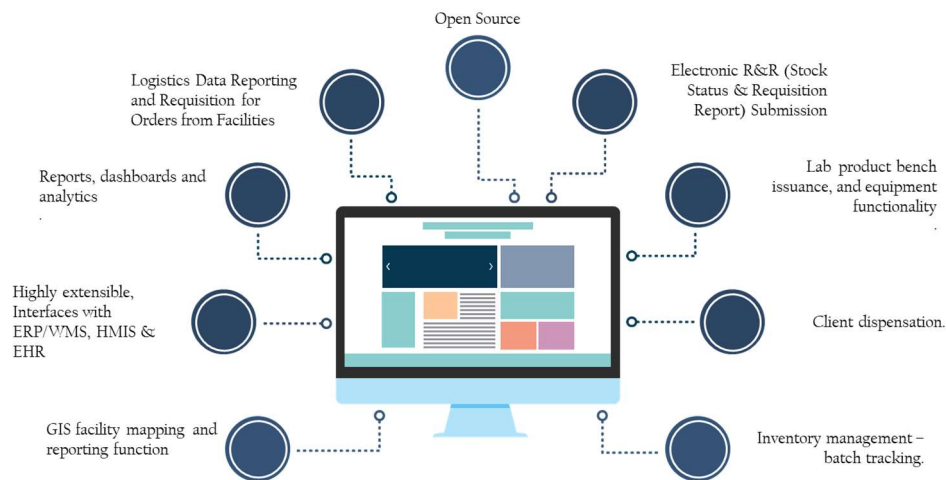 Open Source
Logistics Data Reporting
and Requisition for
Orders from Facilities
Electronic R&R (Stock
Status & Requisition
Report) Submission
Reports, dashboards and
analytics
.
Lab product bench
issuance, and equipment
functionality
.
Highly extensible,
Interfaces with
ERP/WMS, HMIS &
EHR
Client dispensation.
GIS facility mapping and
reporting function
Inventory management –
batch tracking.